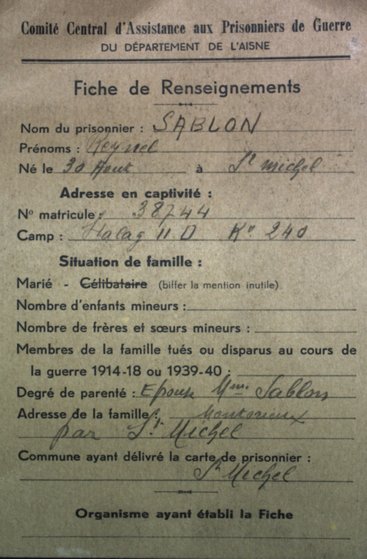 Comité Central d'Assistance aux Prisonniers de Guerre
DU DÉPARTEMENT DE L'AISNE
Fiche de Renseignements
Nom du prisonnier : SABLON
Prénoms :
Né le 30 Aout à St michel
Adresse en captivité :
No matricule : 38744
Camp : Stalag II D Ko 240
Situation de famille :
Marié - Célibataire (biffer la mention inutile)
Nombre d'enfants mineurs :
Nombre de frères et sœurs mineurs :
Membres de la famille tués ou disparus au cours de
la guerre 1914-18 ou 1939-40 :
Degré de parenté : Epouse Mme Sablon
Adresse de la famille :
par St Michel
Commune ayant délivré la carte de prisonnier :
St Michel
Organisme ayant établi la Fiche